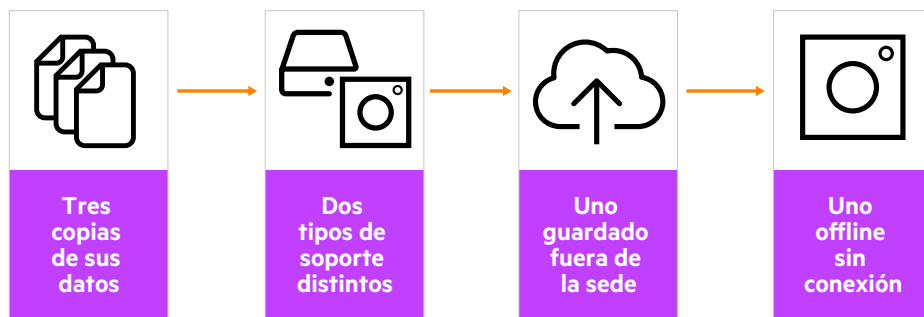 Tres
copias
de sus
datos
Dos
tipos de
soporte
distintos
Uno
guardado
fuera de
la sede
Uno
offline
sin
conexión